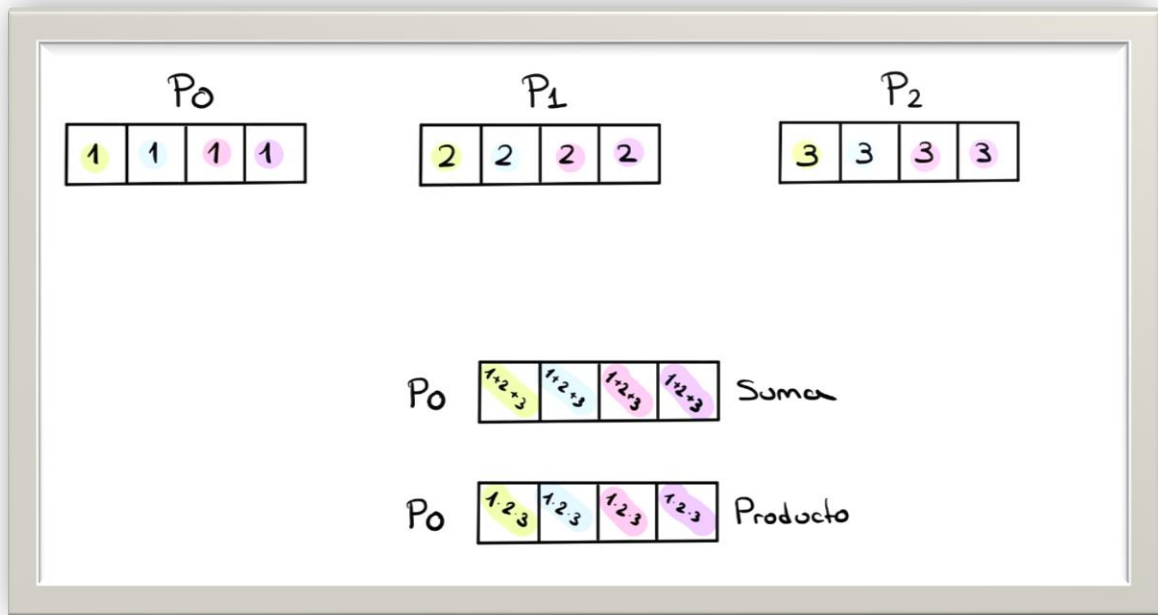 P0 P1 P2
1 1 1 1 2 2 2 2 3 3 3 3
P0 1+2+3 1+2+3 1+2+3 1+2+3 Suma
P0 1·2·3 1·2·3 1·2·3 1·2·3 Producto